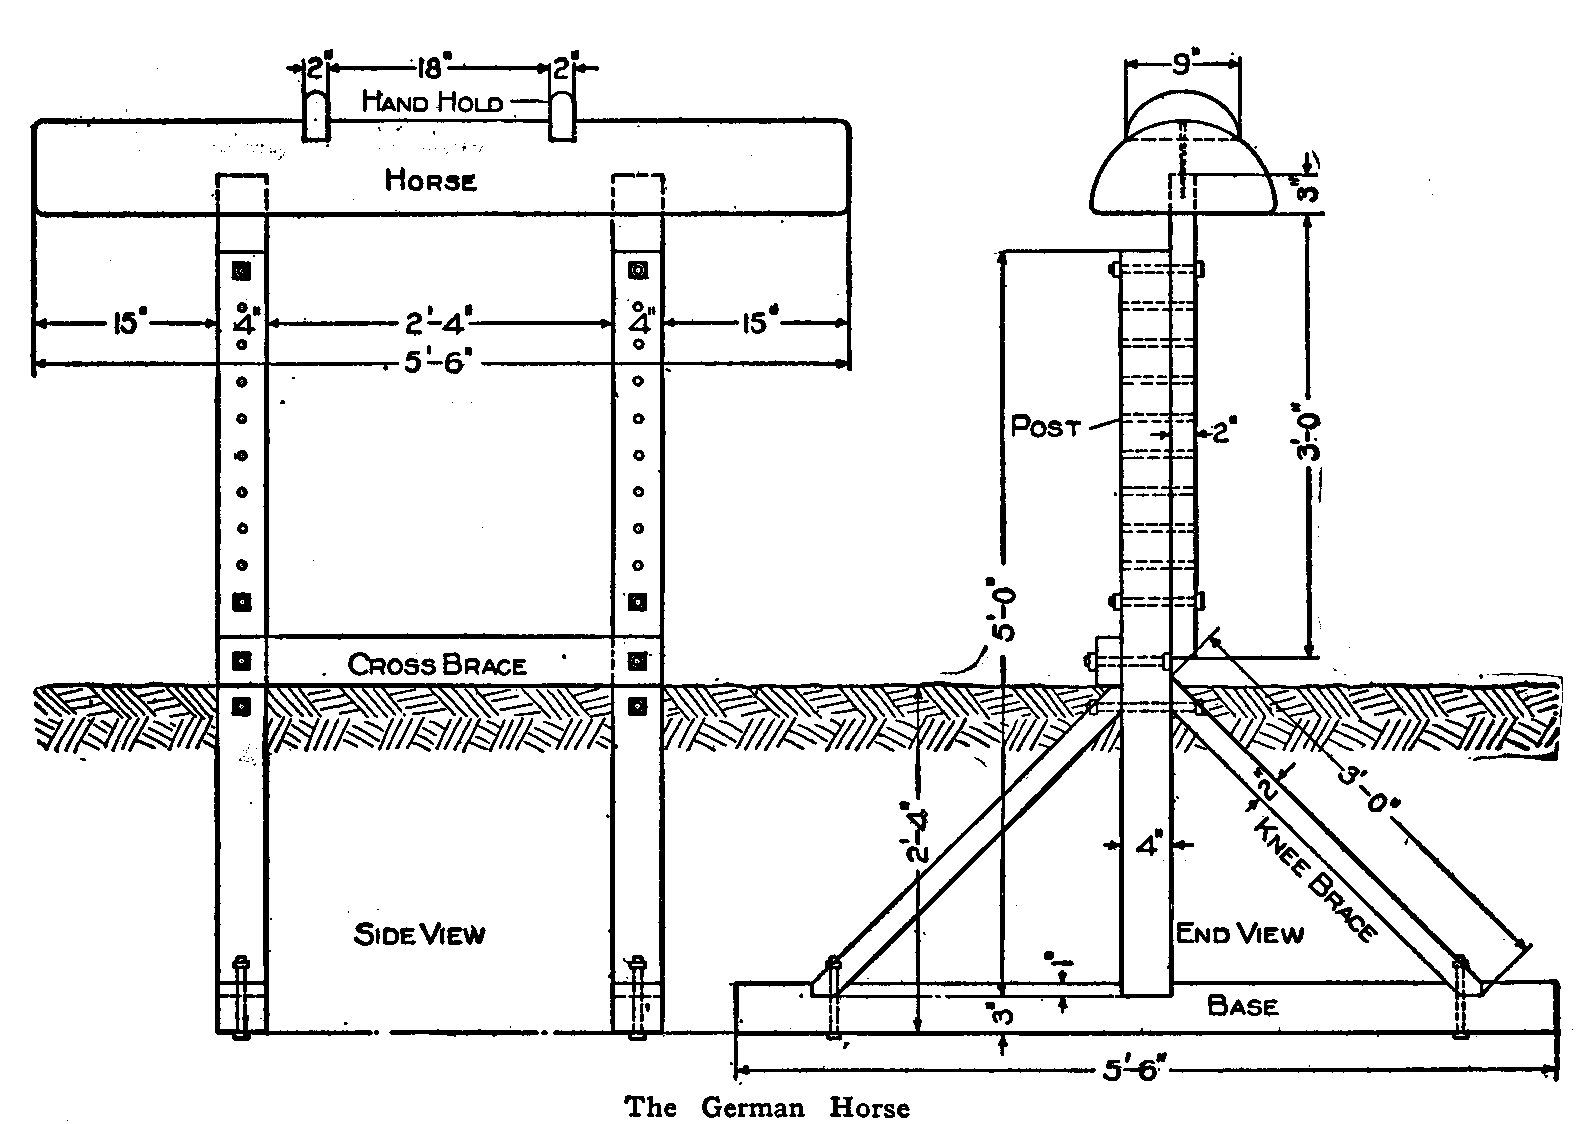 2" 18" 2"
HAND HOLD
HORSE
15" 4" 2'-4" 4" 15"
5'-6"
CROSS BRACE
SIDE VIEW
9"
3"
POST
2"
3'-0"
5'-0"
3'-0"
2"
KNEE BRACE
2'-4"
4"
END VIEW
1"
3"
BASE
5'-6"
The German Horse